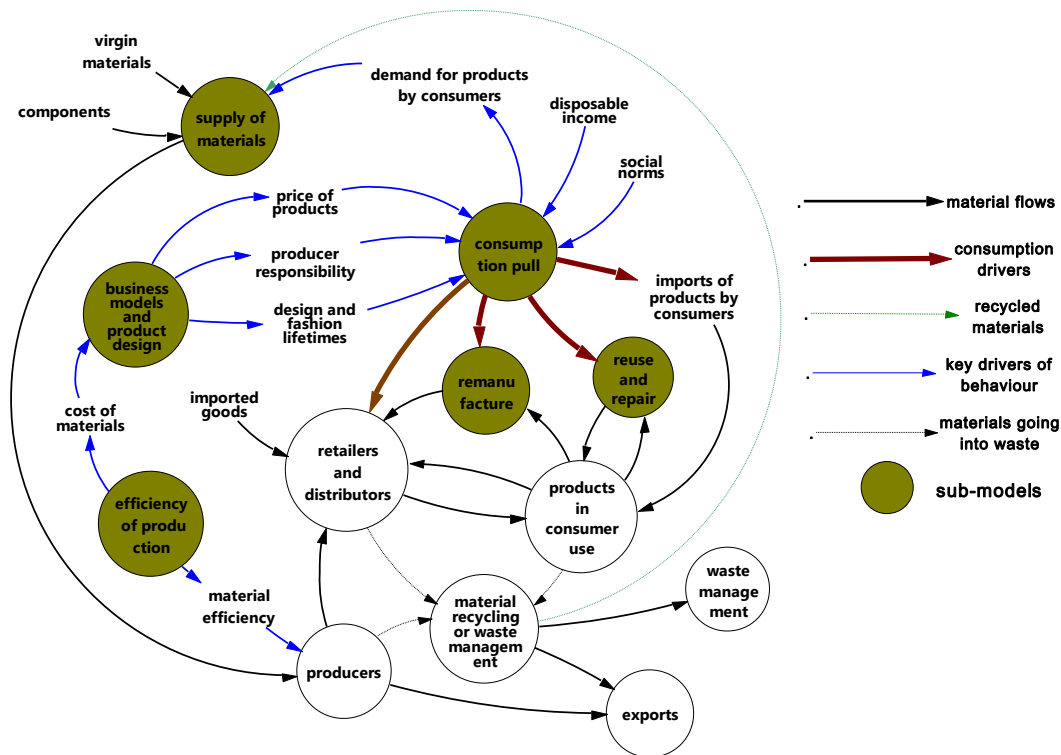 virgin
materials
components
supply of
materials
demand for products
by consumers
disposable
income
social
norms
price of
products
producer
responsibility
design and
fashion
lifetimes
business
models
and
product
design
consump
tion pull
imports of
products by
consumers
cost of
materials
imported
goods
remanu
facture
reuse and
repair
retailers
and
distributors
products
in
consumer
use
efficiency
of produ
ction
material
efficiency
producers
material
recycling
or waste
managem
ent
waste
manage
ment
exports
material flows
consumption
drivers
recycled
materials
key drivers of
behaviour
materials going
into waste
sub-models